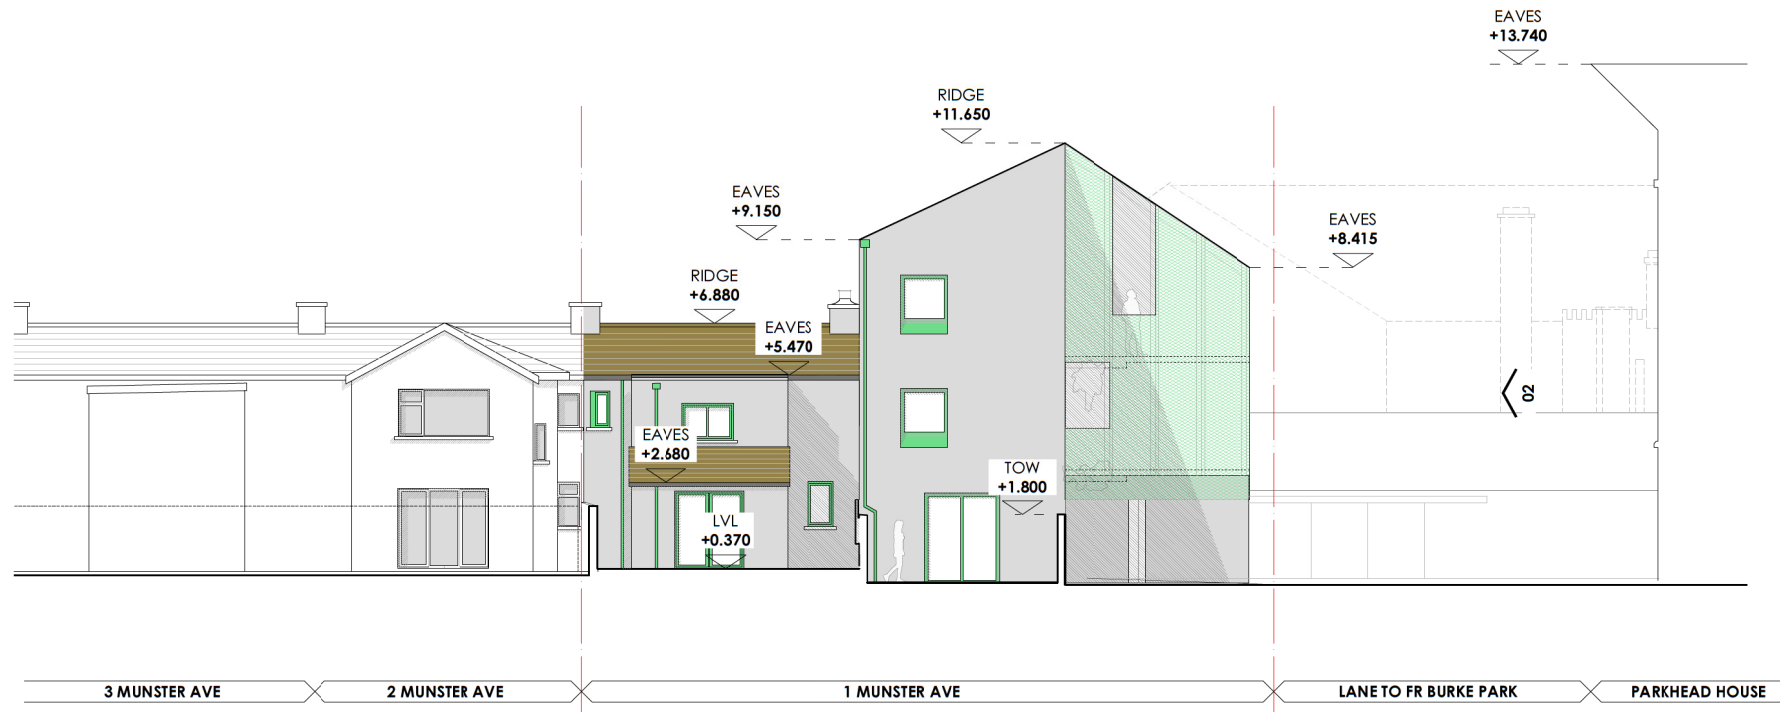 EAVES
+13.740
RIDGE
+11.650
EAVES
+9.150
EAVES
+8.415
RIDGE
+6.880
EAVES
+5.470
EAVES
+2.680
TOW
+1.800
LVL
+0.370
02
3 MUNSTER AVE
2 MUNSTER AVE
1 MUNSTER AVE
LANE TO FR BURKE PARK
PARKHEAD HOUSE